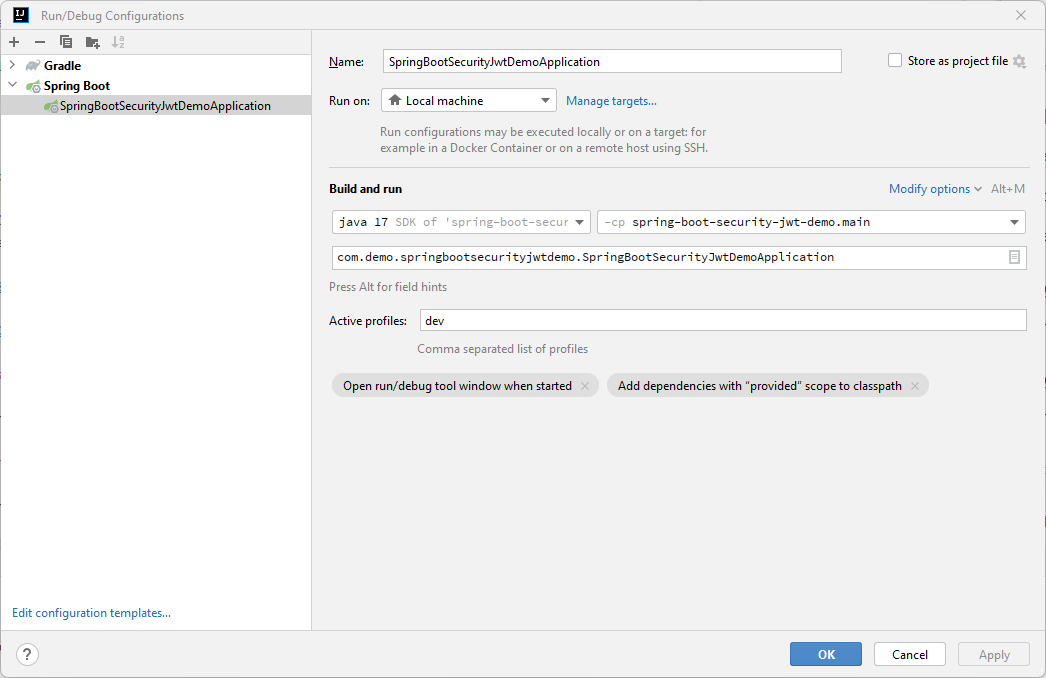 Run/Debug Configurations
Gradle
Spring Boot
SpringBootSecurityJwtDemoApplication
Edit configuration templates...
Name: SpringBootSecurityJwtDemoApplication Store as project file
Run on: Local machine Manage targets...
Run configurations may be executed locally or on a target: for
example in a Docker Container or on a remote host using SSH.
Build and run Modify options Alt+M
java 17 SDK of 'spring-boot-secur -cp spring-boot-security-jwt-demo.main
com.demo.springbootsecurityjwtdemo.SpringBootSecurityJwtDemoApplication
Press Alt for field hints
Active profiles: dev
Comma separated list of profiles
Open run/debug tool window when started × Add dependencies with “provided” scope to classpath ×
? OK Cancel Apply